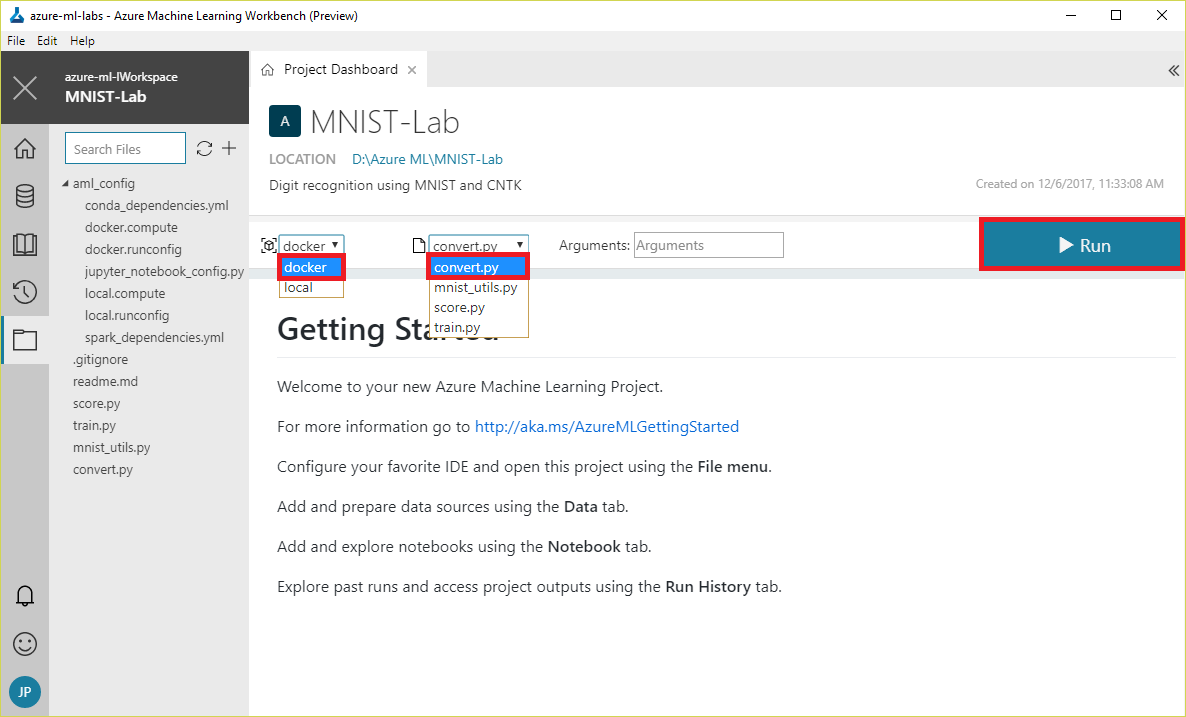 azure-ml-labs - Azure Machine Learning Workbench (Preview)
File Edit Help
azure-ml-lWorkspace
MNIST-Lab
Search Files
aml_config
conda_dependencies.yml
docker.compute
docker.runconfig
jupyter_notebook_config.py
local.compute
local.runconfig
spark_dependencies.yml
.gitignore
readme.md
score.py
train.py
mnist_utils.py
convert.py
JP
Project Dashboard
A MNIST-Lab
LOCATION D:\Azure ML\MNIST-Lab
Digit recognition using MNIST and CNTK
Created on 12/6/2017, 11:33:08 AM
docker convert.py Arguments: Arguments Run
docker
local
convert.py
mnist_utils.py
score.py
train.py
Getting Started
Welcome to your new Azure Machine Learning Project.
For more information go to http://aka.ms/AzureMLGettingStarted
Configure your favorite IDE and open this project using the File menu.
Add and prepare data sources using the Data tab.
Add and explore notebooks using the Notebook tab.
Explore past runs and access project outputs using the Run History tab.